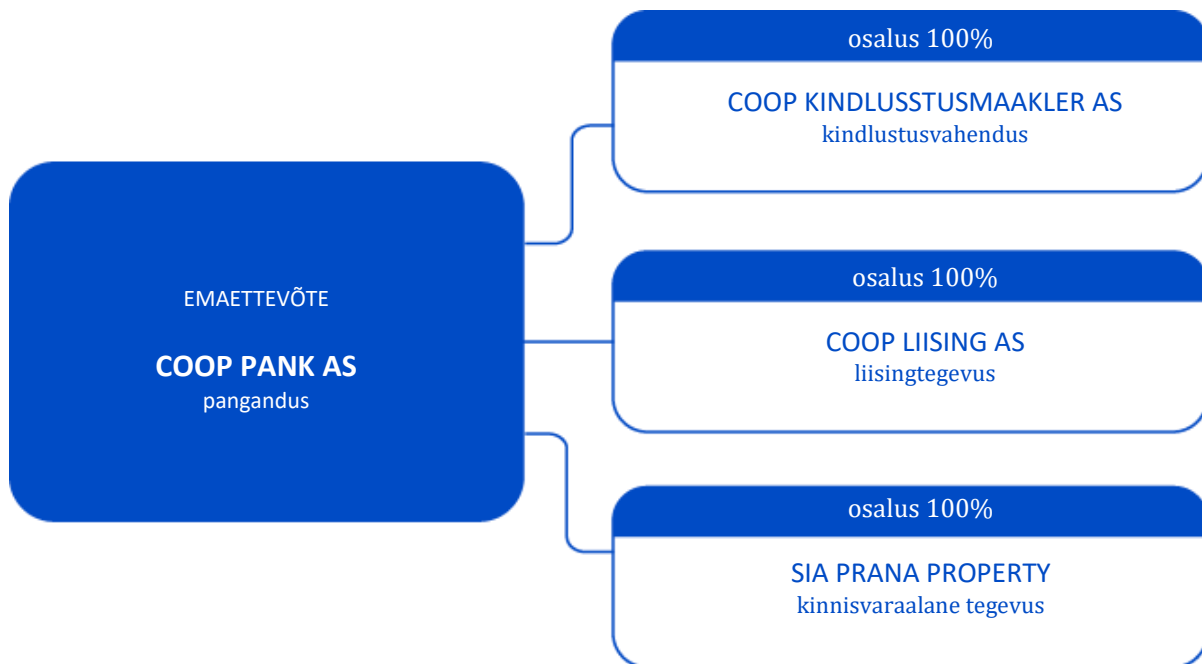 EMAETTEVÕTE
COOP PANK AS
pangandus
osalus 100%
COOP KINDLUSSTUSMAAKLER AS
kindlustusvahendus
osalus 100%
COOP LIISING AS
liisingtegevus
osalus 100%
SIA PRANA PROPERTY
kinnisvaraalane tegevus